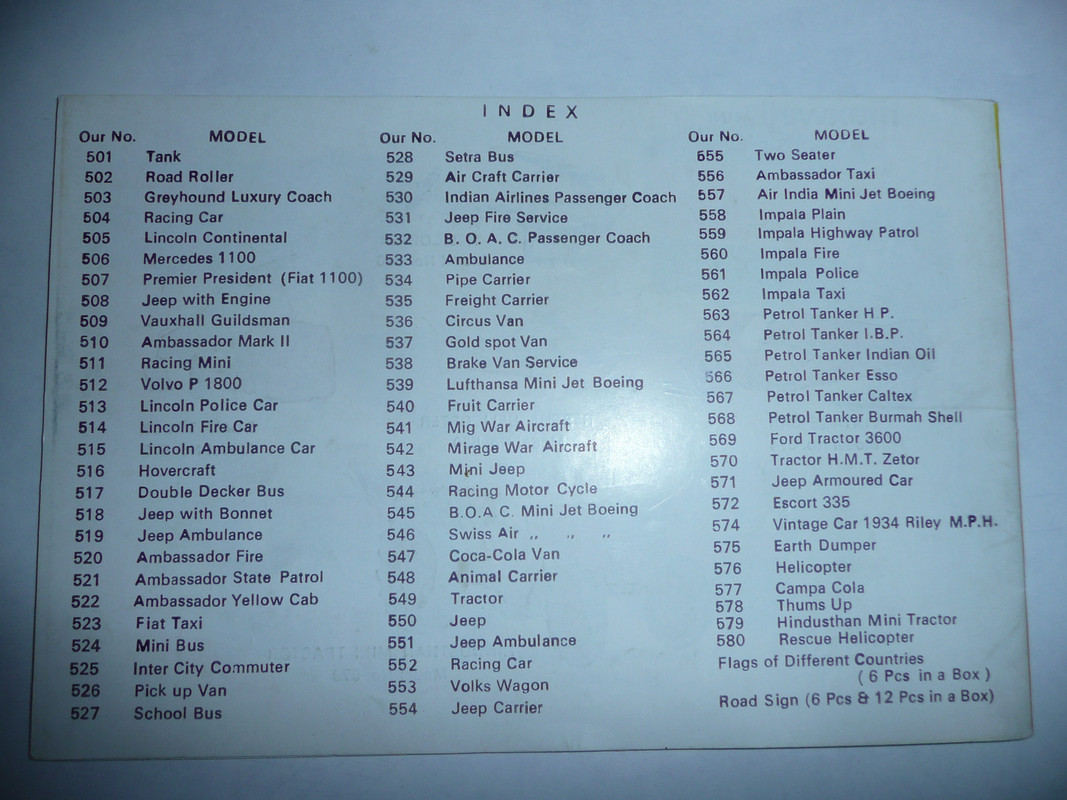 INDEX
Our No. MODEL
501 Tank
502 Road Roller
503 Greyhound Luxury Coach
504 Racing Car
505 Lincoln Continental
506 Mercedes 1100
507 Premier President (Fiat 1100)
508 Jeep with Engine
509 Vauxhall Guildsman
510 Ambassador Mark II
511 Racing Mini
512 Volvo P 1800
513 Lincoln Police Car
514 Lincoln Fire Car
515 Lincoln Ambulance Car
516 Hovercraft
517 Double Decker Bus
518 Jeep with Bonnet
519 Jeep Ambulance
520 Ambassador Fire
521 Ambassador State Patrol
522 Ambassador Yellow Cab
523 Fiat Taxi
524 Mini Bus
525 Inter City Commuter
526 Pick up Van
527 School Bus
Our No. MODEL
528 Setra Bus
529 Air Craft Carrier
530 Indian Airlines Passenger Coach
531 Jeep Fire Service
532 B. O. A. C. Passenger Coach
533 Ambulance
534 Pipe Carrier
535 Freight Carrier
536 Circus Van
537 Gold spot Van
538 Brake Van Service
539 Lufthansa Mini Jet Boeing
540 Fruit Carrier
541 Mig War Aircraft
542 Mirage War Aircraft
543 Mini Jeep
544 Racing Motor Cycle
545 B.O.A C. Mini Jet Boeing
546 Swiss Air ,, ,, ,,
547 Coca-Cola Van
548 Animal Carrier
549 Tractor
550 Jeep
551 Jeep Ambulance
552 Racing Car
553 Volks Wagon
554 Jeep Carrier
Our No. MODEL
555 Two Seater
556 Ambassador Taxi
557 Air India Mini Jet Boeing
558 Impala Plain
559 Impala Highway Patrol
560 Impala Fire
561 Impala Police
562 Impala Taxi
563 Petrol Tanker H P.
564 Petrol Tanker I.B.P.
565 Petrol Tanker Indian Oil
566 Petrol Tanker Esso
567 Petrol Tanker Caltex
568 Petrol Tanker Burmah Shell
569 Ford Tractor 3600
570 Tractor H.M.T. Zetor
571 Jeep Armoured Car
572 Escort 335
574 Vintage Car 1934 Riley M.P.H.
575 Earth Dumper
576 Helicopter
577 Campa Cola
578 Thums Up
579 Hindusthan Mini Tractor
580 Rescue Helicopter
Flags of Different Countries
( 6 Pcs in a Box )
Road Sign (6 Pcs & 12 Pcs in a Box)